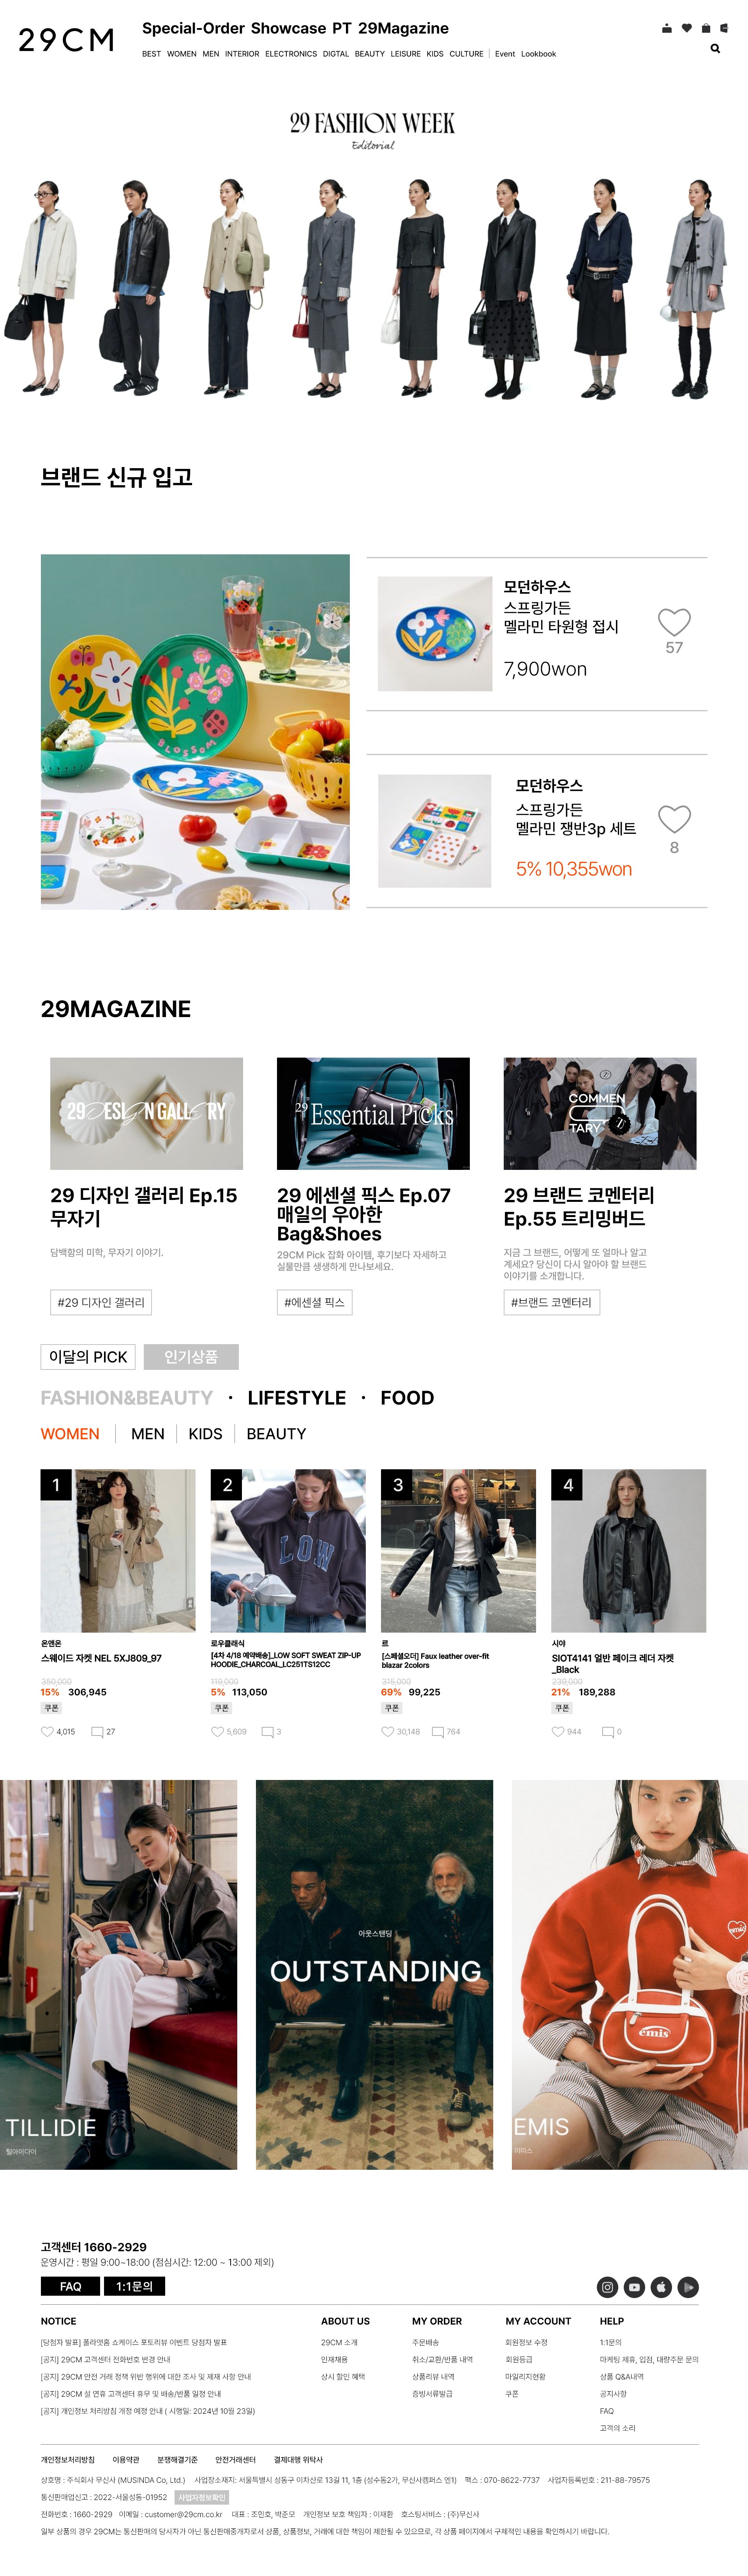 29CM
Special-Order Showcase PT 29Magazine
BEST WOMEN MEN INTERIOR ELECTRONICS DIGTAL BEAUTY LEISURE KIDS CULTURE | Event Lookbook
29 FASHION WEEK
Editorial
브랜드 신규 입고
BLOSSOM
모던하우스
스프링가든
멜라민 타원형 접시
7,900won
57
모던하우스
스프링가든
멜라민 쟁반3p 세트
5% 10,355won
8
29MAGAZINE
29 DESIGN GALLERY
29 디자인 갤러리 Ep.15
무자기
담백함의 미학, 무자기 이야기.
#29 디자인 갤러리
29 Essential Picks
29 에센셜 픽스 Ep.07
매일의 우아한
Bag&Shoes
29CM Pick 잡화 아이템, 후기보다 자세하고
실물만큼 생생하게 만나보세요.
#에센셜 픽스
COMMEN
TARY
29 브랜드 코멘터리
Ep.55 트리밍버드
지금 그 브랜드, 어떻게 또 얼마나 알고
계세요? 당신이 다시 알아야 할 브랜드
이야기를 소개합니다.
#브랜드 코멘터리
이달의 PICK 인기상품
FASHION&BEAUTY · LIFESTYLE · FOOD
WOMEN MEN KIDS BEAUTY
1
온앤온
스웨이드 자켓 NEL 5XJ809_97
350,000
15% 306,945
쿠폰
4,015 27
2
LOW
로우클래식
[4차 4/18 예약배송]_LOW SOFT SWEAT ZIP-UP
HOODIE_CHARCOAL_LC251TS12CC
119,000
5% 113,050
쿠폰
5,609 3
3
르
[스페셜오더] Faux leather over-fit
blazar 2colors
315,000
69% 99,225
쿠폰
30,148 764
4
시야
SIOT4141 얼반 페이크 레더 자켓
_Black
239,000
21% 189,288
쿠폰
944 0
TILLIDIE
틸아이다이
아웃스탠딩
OUTSTANDING
emis
émis
EMIS
이미스
고객센터 1660-2929
운영시간 : 평일 9:00~18:00 (점심시간: 12:00 ~ 13:00 제외)
FAQ 1:1문의
NOTICE
[당첨자 발표] 폴라앳홈 쇼케이스 포토리뷰 이벤트 당첨자 발표
[공지] 29CM 고객센터 전화번호 변경 안내
[공지] 29CM 안전 거래 정책 위반 행위에 대한 조사 및 제재 사항 안내
[공지] 29CM 설 연휴 고객센터 휴무 및 배송/반품 일정 안내
[공지] 개인정보 처리방침 개정 예정 안내 ( 시행일: 2024년 10월 23일)
ABOUT US
29CM 소개
인재채용
상시 할인 혜택
MY ORDER
주문배송
취소/교환/반품 내역
상품리뷰 내역
증빙서류발급
MY ACCOUNT
회원정보 수정
회원등급
마일리지현황
쿠폰
HELP
1:1문의
마케팅 제휴, 입점, 대량주문 문의
상품 Q&A내역
공지사항
FAQ
고객의 소리
개인정보처리방침 이용약관 분쟁해결기준 안전거래센터 결제대행 위탁사
상호명 : 주식회사 무신사 (MUSINDA Co, Ltd.) 사업장소재지: 서울특별시 성동구 이차산로 13길 11, 1층 (성수동2가, 무신사캠퍼스 엔1) 팩스 : 070-8622-7737 사업자등록번호 : 211-88-79575
통신판매업신고 : 2022-서울성동-01952 사업자정보확인
전화번호 : 1660-2929 이메일 : customer@29cm.co.kr 대표 : 조민호, 박준모 개인정보 보호 책임자 : 이재환 호스팅서비스 : (주)무신사
일부 상품의 경우 29CM는 통신판매의 당사자가 아닌 통신판매중개자로서 상품, 상품정보, 거래에 대한 책임이 제한될 수 있으므로, 각 상품 페이지에서 구체적인 내용을 확인하시기 바랍니다.